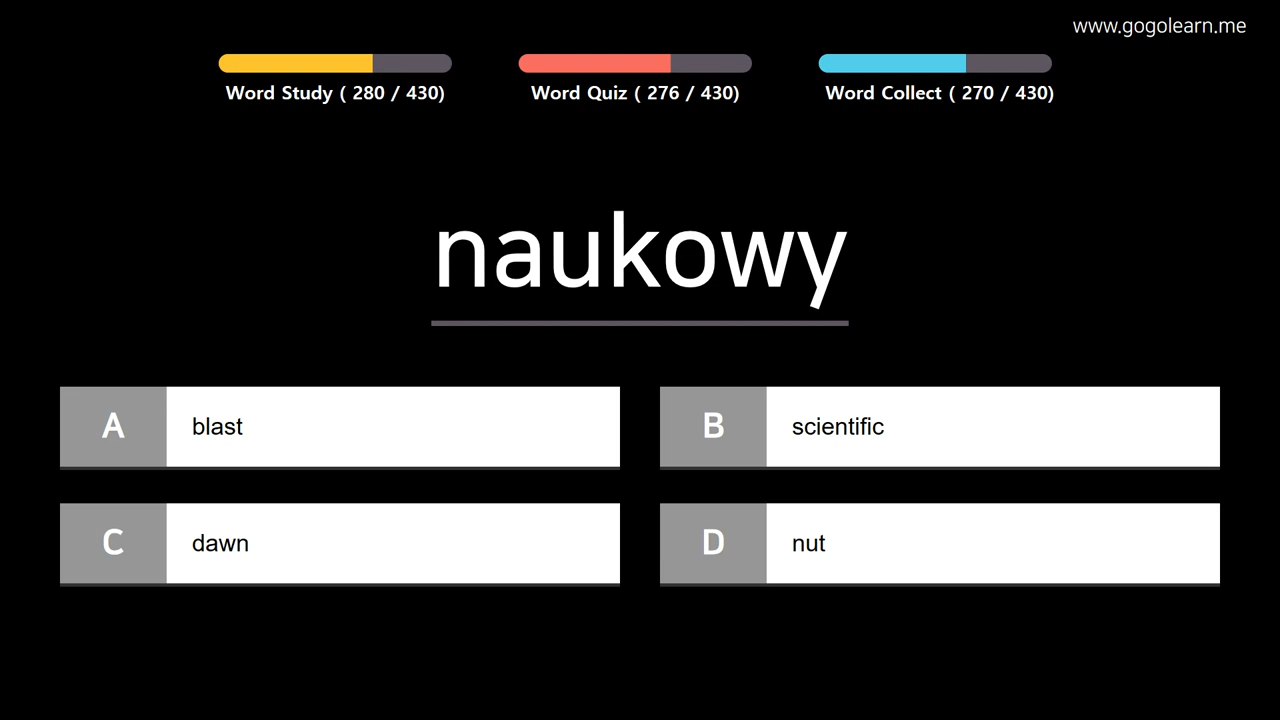 www.gogolearn.me
Word Study ( 280 / 430)
Word Quiz ( 276 / 430)
Word Collect ( 270 / 430)
naukowy
A blast
B scientific
C dawn
D nut